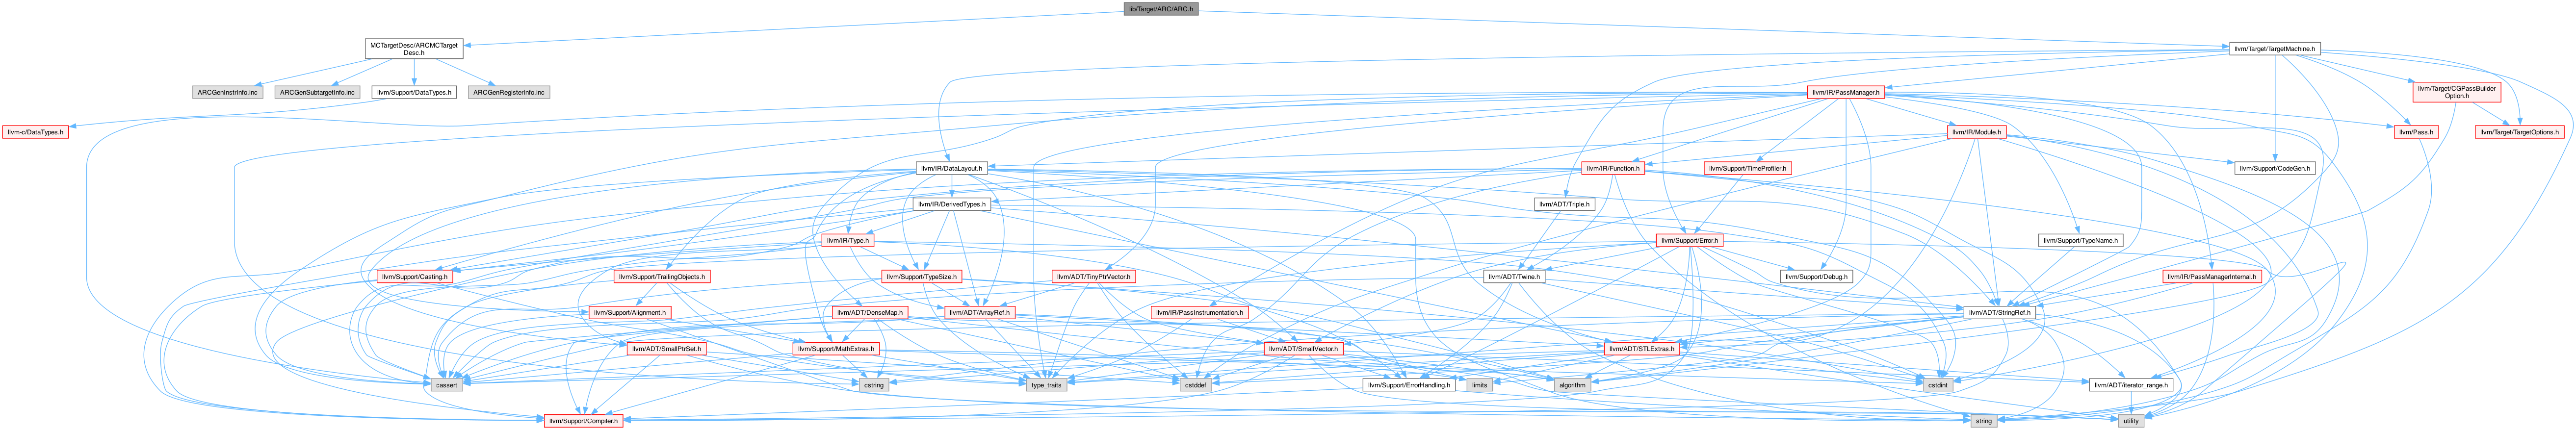 lib/Target/ARC/ARC.h
MCTargetDesc/ARCMCTarget
Desc.h
llvm/Target/TargetMachine.h
ARCGenInstrInfo.inc
ARCGenSubtargetInfo.inc
llvm/Support/DataTypes.h
ARCGenRegisterInfo.inc
llvm/IR/PassManager.h
llvm/Target/CGPassBuilder
Option.h
llvm-c/DataTypes.h
llvm/IR/Module.h
llvm/Pass.h
llvm/Target/TargetOptions.h
llvm/IR/DataLayout.h
llvm/IR/Function.h
llvm/Support/TimeProfiler.h
llvm/Support/CodeGen.h
llvm/IR/DerivedTypes.h
llvm/ADT/Triple.h
llvm/IR/Type.h
llvm/Support/Error.h
llvm/Support/TypeName.h
llvm/Support/Casting.h
llvm/Support/TrailingObjects.h
llvm/Support/TypeSize.h
llvm/ADT/TinyPtrVector.h
llvm/ADT/Twine.h
llvm/Support/Debug.h
llvm/IR/PassManagerInternal.h
llvm/Support/Alignment.h
llvm/ADT/DenseMap.h
llvm/ADT/ArrayRef.h
llvm/IR/PassInstrumentation.h
llvm/ADT/StringRef.h
llvm/ADT/SmallPtrSet.h
llvm/Support/MathExtras.h
llvm/ADT/SmallVector.h
llvm/ADT/STLExtras.h
cassert
cstring
type_traits
cstddef
llvm/Support/ErrorHandling.h
limits
algorithm
cstdint
llvm/ADT/iterator_range.h
llvm/Support/Compiler.h
string
utility